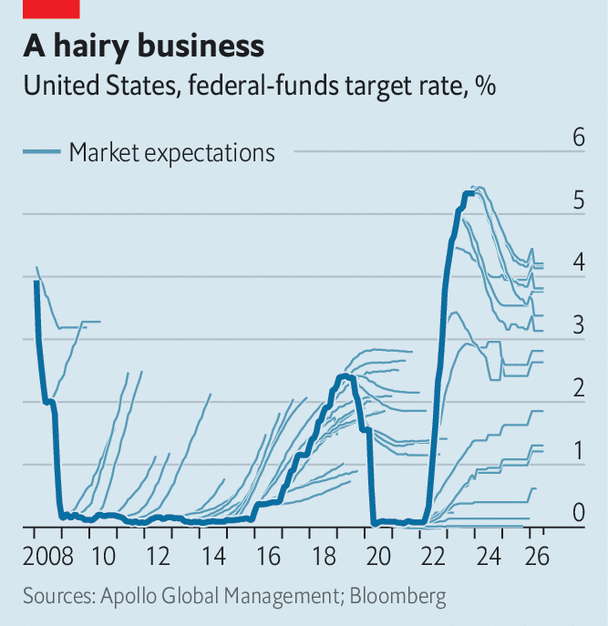 A hairy business
United States, federal-funds target rate, %
Market expectations
6
5
4
3
2
1
0
2008 10 12 14 16 18 20 22 24 26
Sources: Apollo Global Management; Bloomberg